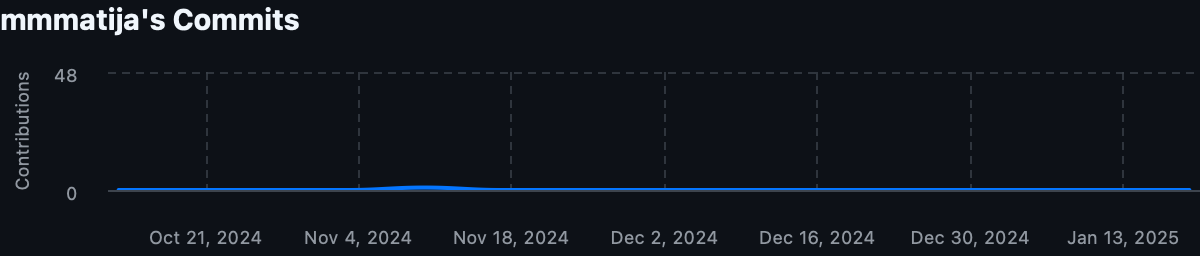 mmmatija's Commits
Contributions
48
0
Oct 21, 2024 Nov 4, 2024 Nov 18, 2024 Dec 2, 2024 Dec 16, 2024 Dec 30, 2024 Jan 13, 2025